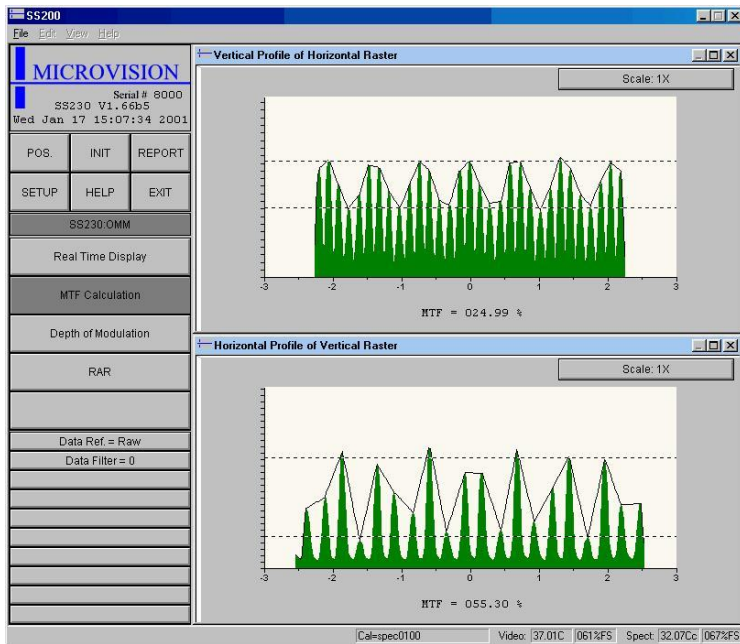 SS200
File Edit View Help
MICROVISION
Serial # 8000
SS230 V1.66b5
Wed Jan 17 15:07:34 2001
POS. INIT REPORT
SETUP HELP EXIT
SS230:OMM
Real Time Display
MTF Calculation
Depth of Modulation
RAR
Data Ref. = Raw
Data Filter = 0
Vertical Profile of Horizontal Raster
Scale: 1X
-3 -2 -1 0 1 2 3
MTF = 024.99 %
Horizontal Profile of Vertical Raster
Scale: 1X
-3 -2 -1 0 1 2 3
MTF = 055.30 %
Cal=spec0100 Video: 37.01C 061%FS Spect: 32.07Cc 067%FS